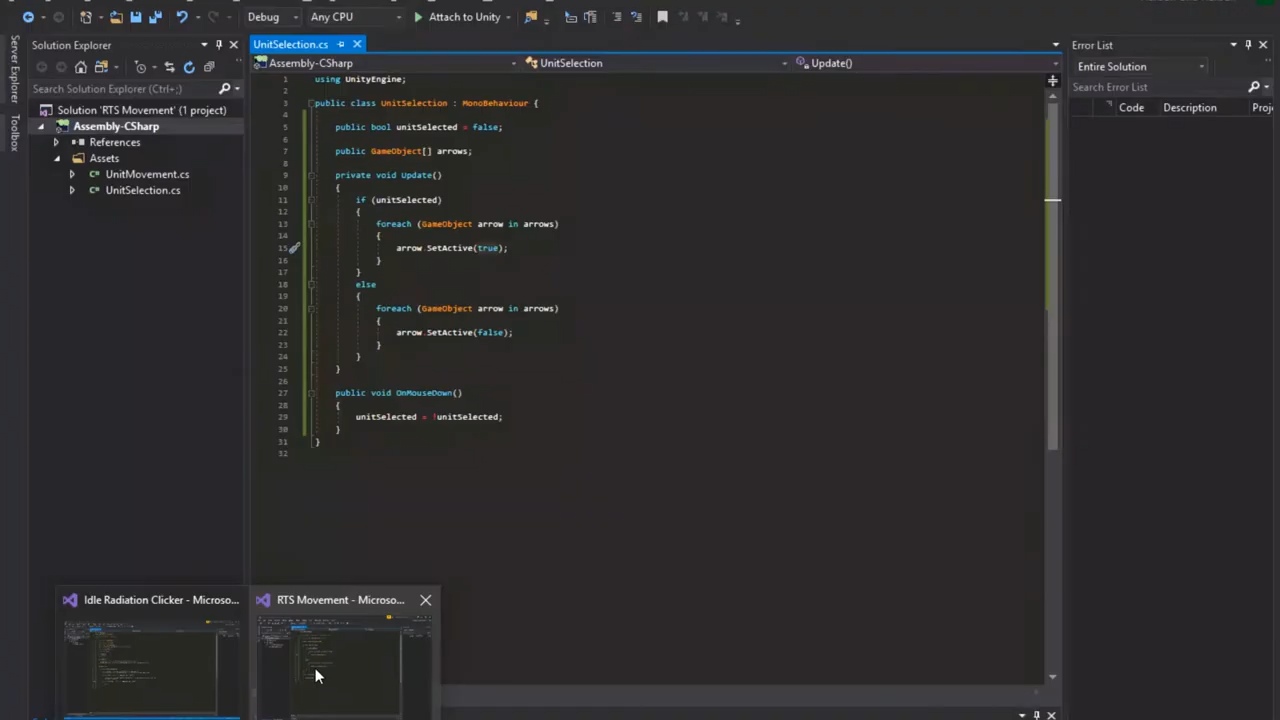 Debug
Any CPU
Attach to Unity
Server Explorer
Toolbox
Solution Explorer
Search Solution Explorer (Ctrl+;)
Solution 'RTS Movement' (1 project)
Assembly-CSharp
References
Assets
UnitMovement.cs
UnitSelection.cs
UnitSelection.cs
Assembly-CSharp
UnitSelection
Update()
1 using UnityEngine;
2
3 public class UnitSelection : MonoBehaviour {
4
5 public bool unitSelected = false;
6
7 public GameObject[] arrows;
8
9 private void Update()
10 {
11 if (unitSelected)
12 {
13 foreach (GameObject arrow in arrows)
14 {
15 arrow.SetActive(true);
16 }
17 }
18 else
19 {
20 foreach (GameObject arrow in arrows)
21 {
22 arrow.SetActive(false);
23 }
24 }
25 }
26
27 public void OnMouseDown()
28 {
29 unitSelected = !unitSelected;
30 }
31 }
32
Error List
Entire Solution
Search Error List
Code Description Proj
Idle Radiation Clicker - Microso...
RTS Movement - Microso...